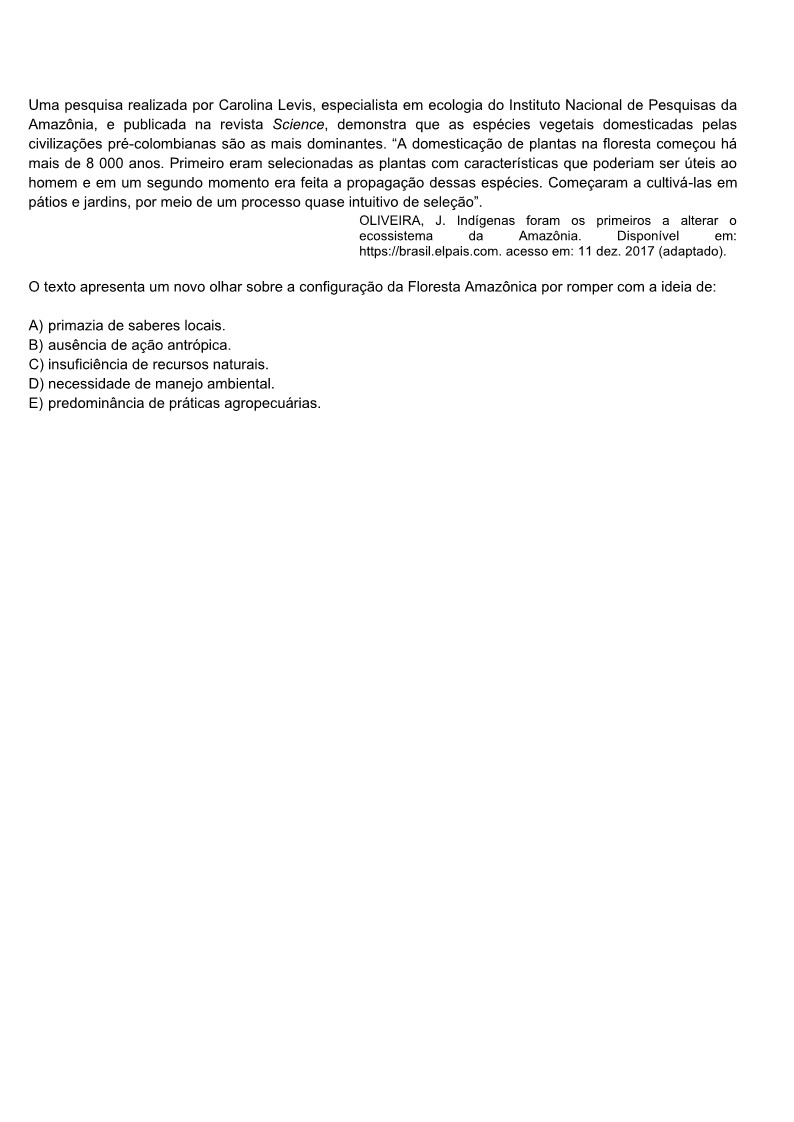 Uma pesquisa realizada por Carolina Levis, especialista em ecologia do Instituto Nacional de Pesquisas da
Amazônia, e publicada na revista Science, demonstra que as espécies vegetais domesticadas pelas
civilizações pré-colombianas são as mais dominantes. “A domesticação de plantas na floresta começou há
mais de 8 000 anos. Primeiro eram selecionadas as plantas com características que poderiam ser úteis ao
homem e em um segundo momento era feita a propagação dessas espécies. Começaram a cultivá-las em
pátios e jardins, por meio de um processo quase intuitivo de seleção”.
OLIVEIRA, J. Indígenas foram os primeiros a alterar o
ecossistema da Amazônia. Disponível em:
https://brasil.elpais.com. acesso em: 11 dez. 2017 (adaptado).
O texto apresenta um novo olhar sobre a configuração da Floresta Amazônica por romper com a ideia de:
A) primazia de saberes locais.
B) ausência de ação antrópica.
C) insuficiência de recursos naturais.
D) necessidade de manejo ambiental.
E) predominância de práticas agropecuárias.